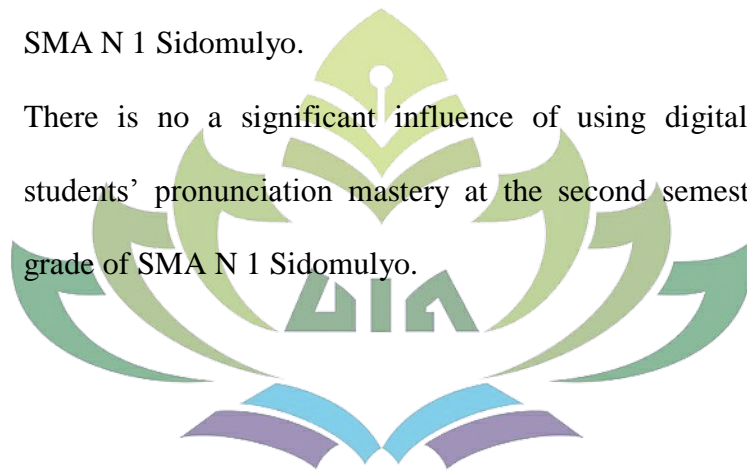 SMA N 1 Sidomulyo.
There is no a significant influence of using digital
students’ pronunciation mastery at the second semest
grade of SMA N 1 Sidomulyo.
UIN